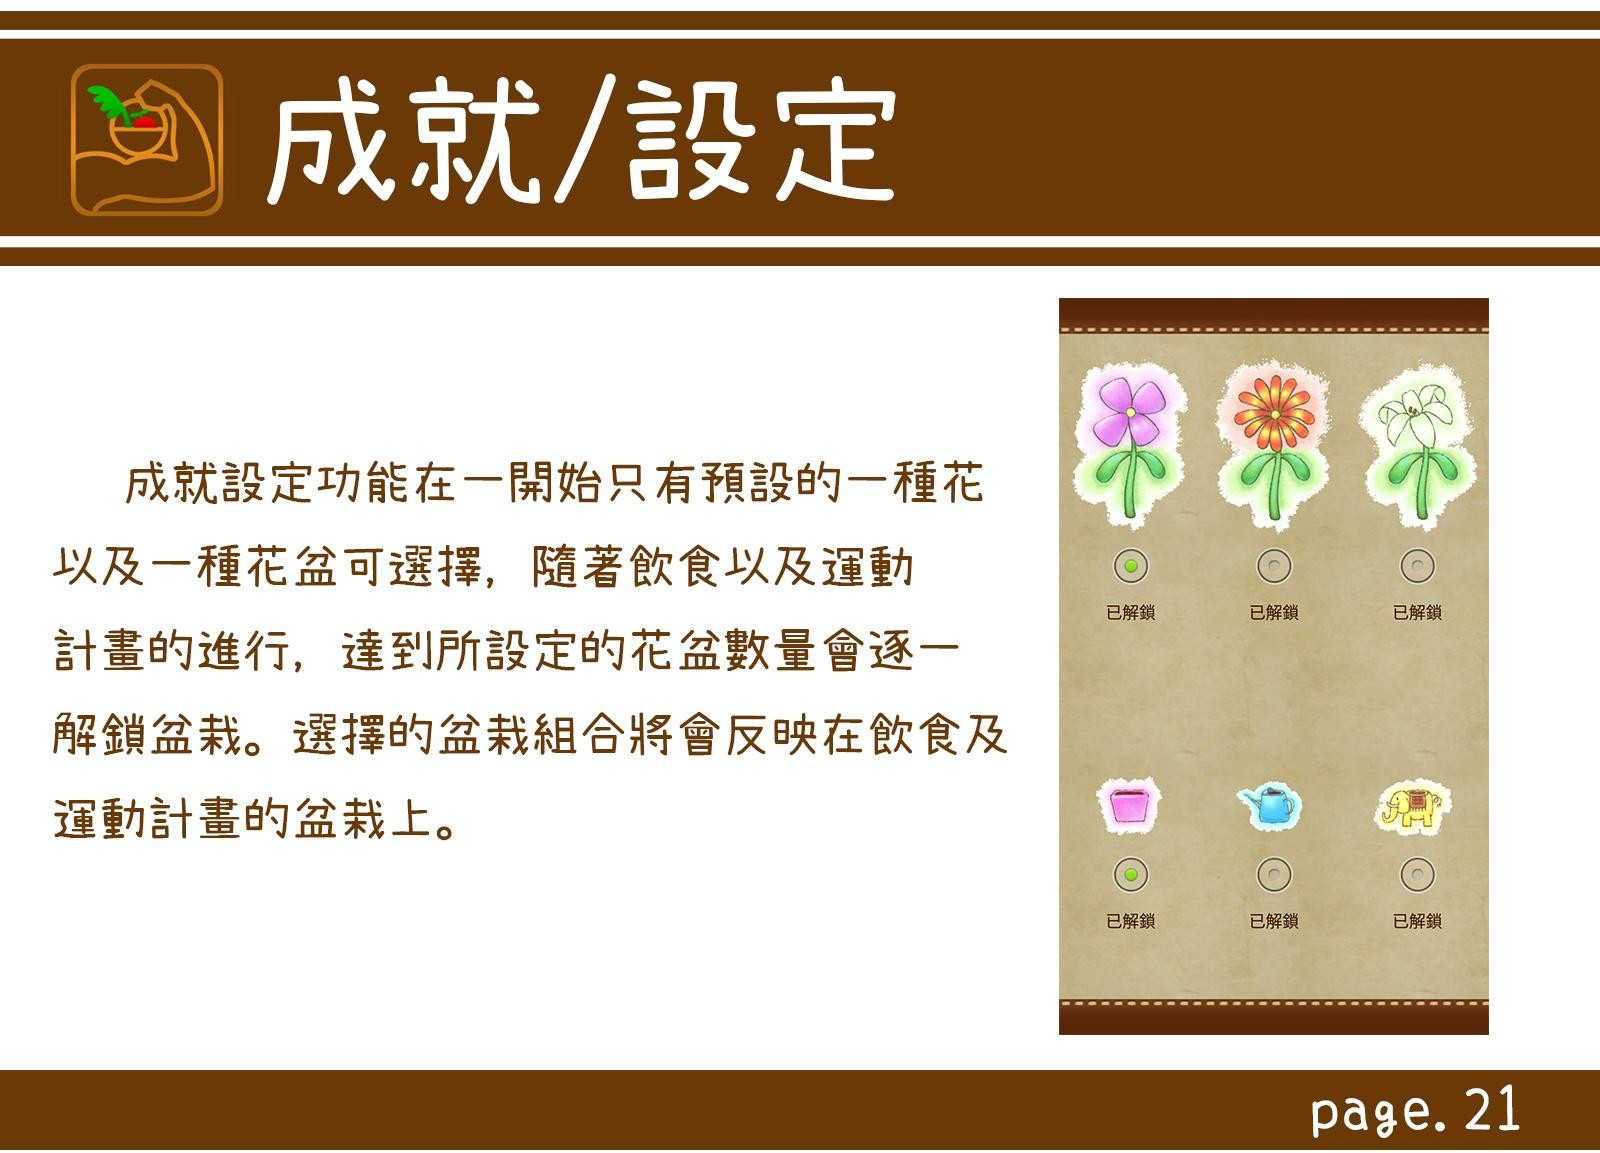 成就/設定
成就設定功能在一開始只有預設的一種花
以及一種花盆可選擇，隨著飲食以及運動
計畫的進行，達到所設定的花盆數量會逐一
解鎖盆栽。選擇的盆栽組合將會反映在飲食及
運動計畫的盆栽上。
已解鎖 已解鎖 已解鎖
已解鎖 已解鎖 已解鎖
page. 21